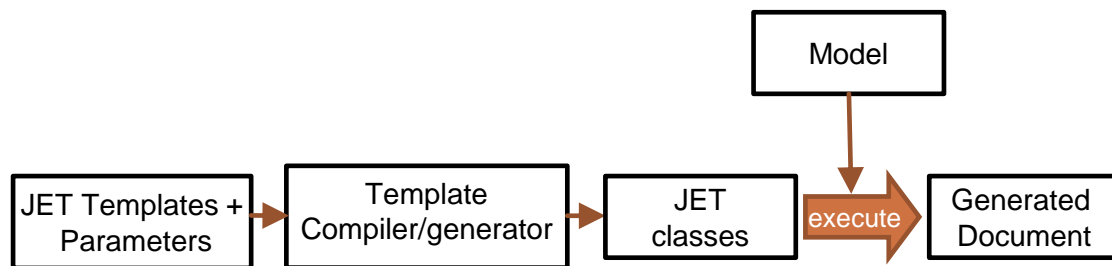 Model
JET Templates +
Parameters
Template
Compiler/generator
JET
classes
execute
Generated
Document